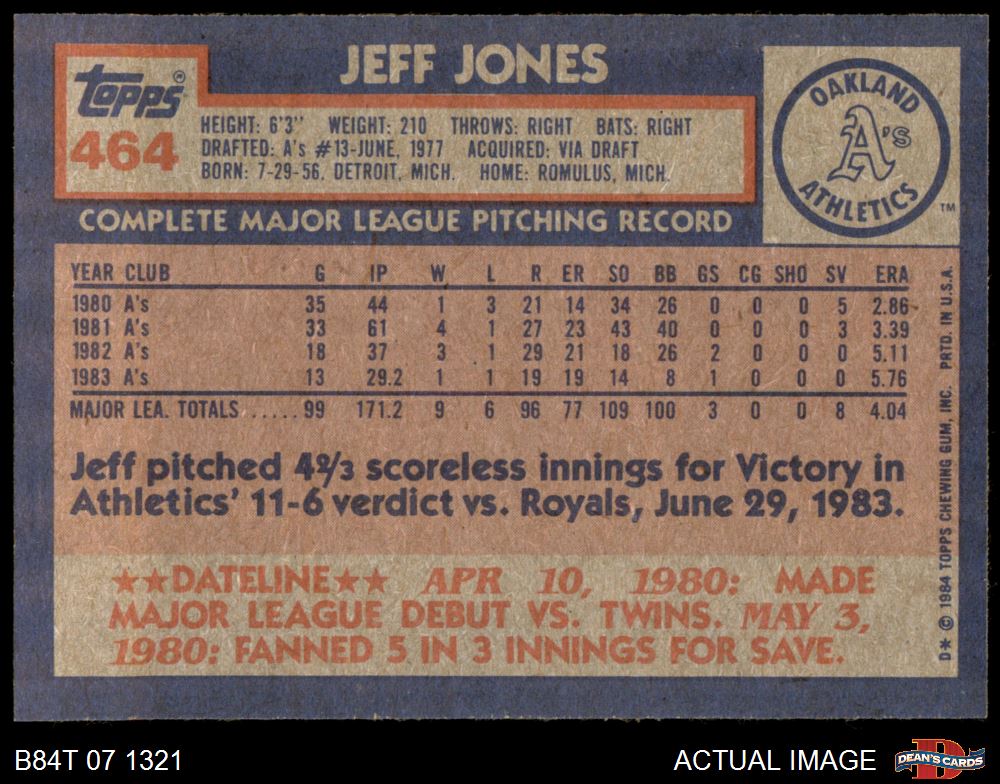 JEFF JONES
Topps®
464
HEIGHT: 6'3" WEIGHT: 210 THROWS: RIGHT BATS: RIGHT
DRAFTED: A's #13-JUNE, 1977 ACQUIRED: VIA DRAFT
BORN: 7-29-56, DETROIT, MICH. HOME: ROMULUS, MICH.
OAKLAND
A's
ATHLETICS
TM
COMPLETE MAJOR LEAGUE PITCHING RECORD
YEAR CLUB G IP W L R ER SO BB GS CG SHO SV ERA
1980 A's 35 44 1 3 21 14 34 26 0 0 0 5 2.86
1981 A's 33 61 4 1 27 23 43 40 0 0 0 3 3.39
1982 A's 18 37 3 1 29 21 18 26 2 0 0 0 5.11
1983 A's 13 29.2 1 1 19 19 14 8 1 0 0 0 5.76
MAJOR LEA. TOTALS ..... 99 171.2 9 6 96 77 109 100 3 0 0 8 4.04
Jeff pitched 4⅔ scoreless innings for Victory in
Athletics' 11-6 verdict vs. Royals, June 29, 1983.
★★DATELINE★★ APR 10, 1980: MADE
MAJOR LEAGUE DEBUT VS. TWINS. MAY 3,
1980: FANNED 5 IN 3 INNINGS FOR SAVE.
D★ © 1984 TOPPS CHEWING GUM, INC. PRTD. IN U.S.A.
B84T 07 1321
ACTUAL IMAGE
D
DEAN'S CARDS